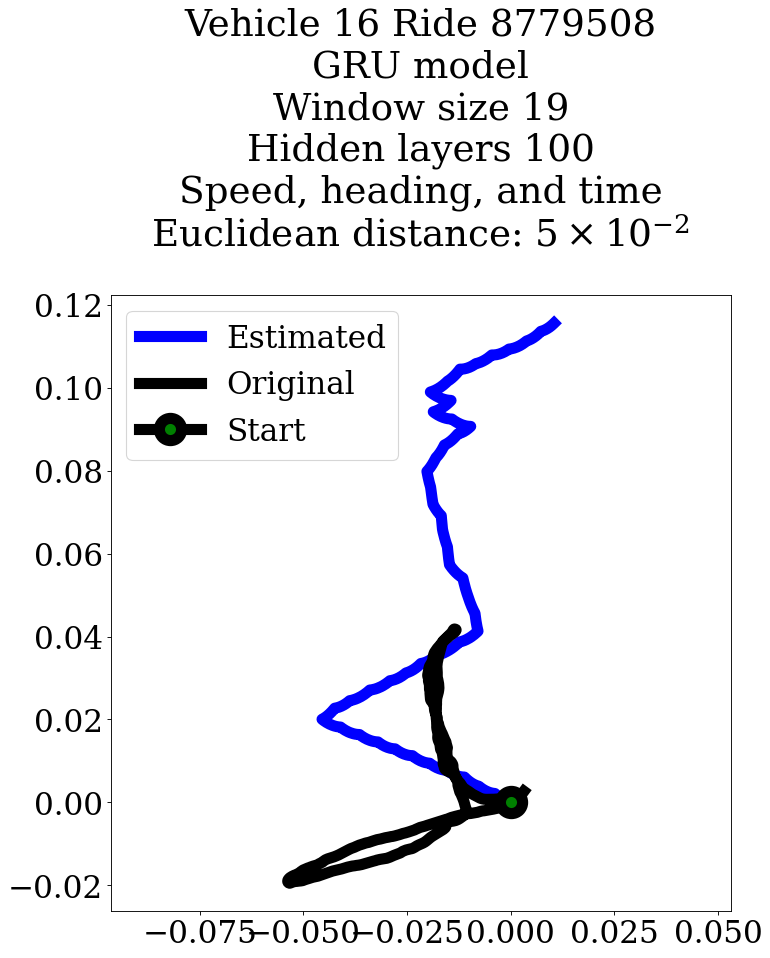 Vehicle 16 Ride 8779508
GRU model
Window size 19
Hidden layers 100
Speed, heading, and time
Euclidean distance: 5 × 10⁻²
0.12
0.10
0.08
0.06
0.04
0.02
0.00
−0.02
Estimated
Original
Start
−0.075 −0.050 −0.025 0.000 0.025 0.050